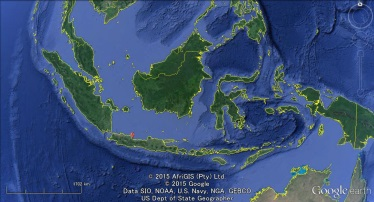 © 2015 AfriGIS (Pty) Ltd
© 2015 Google
Data SIO, NOAA, U.S. Navy, NGA, GEBCO
US Dept of State Geographer
Google earth